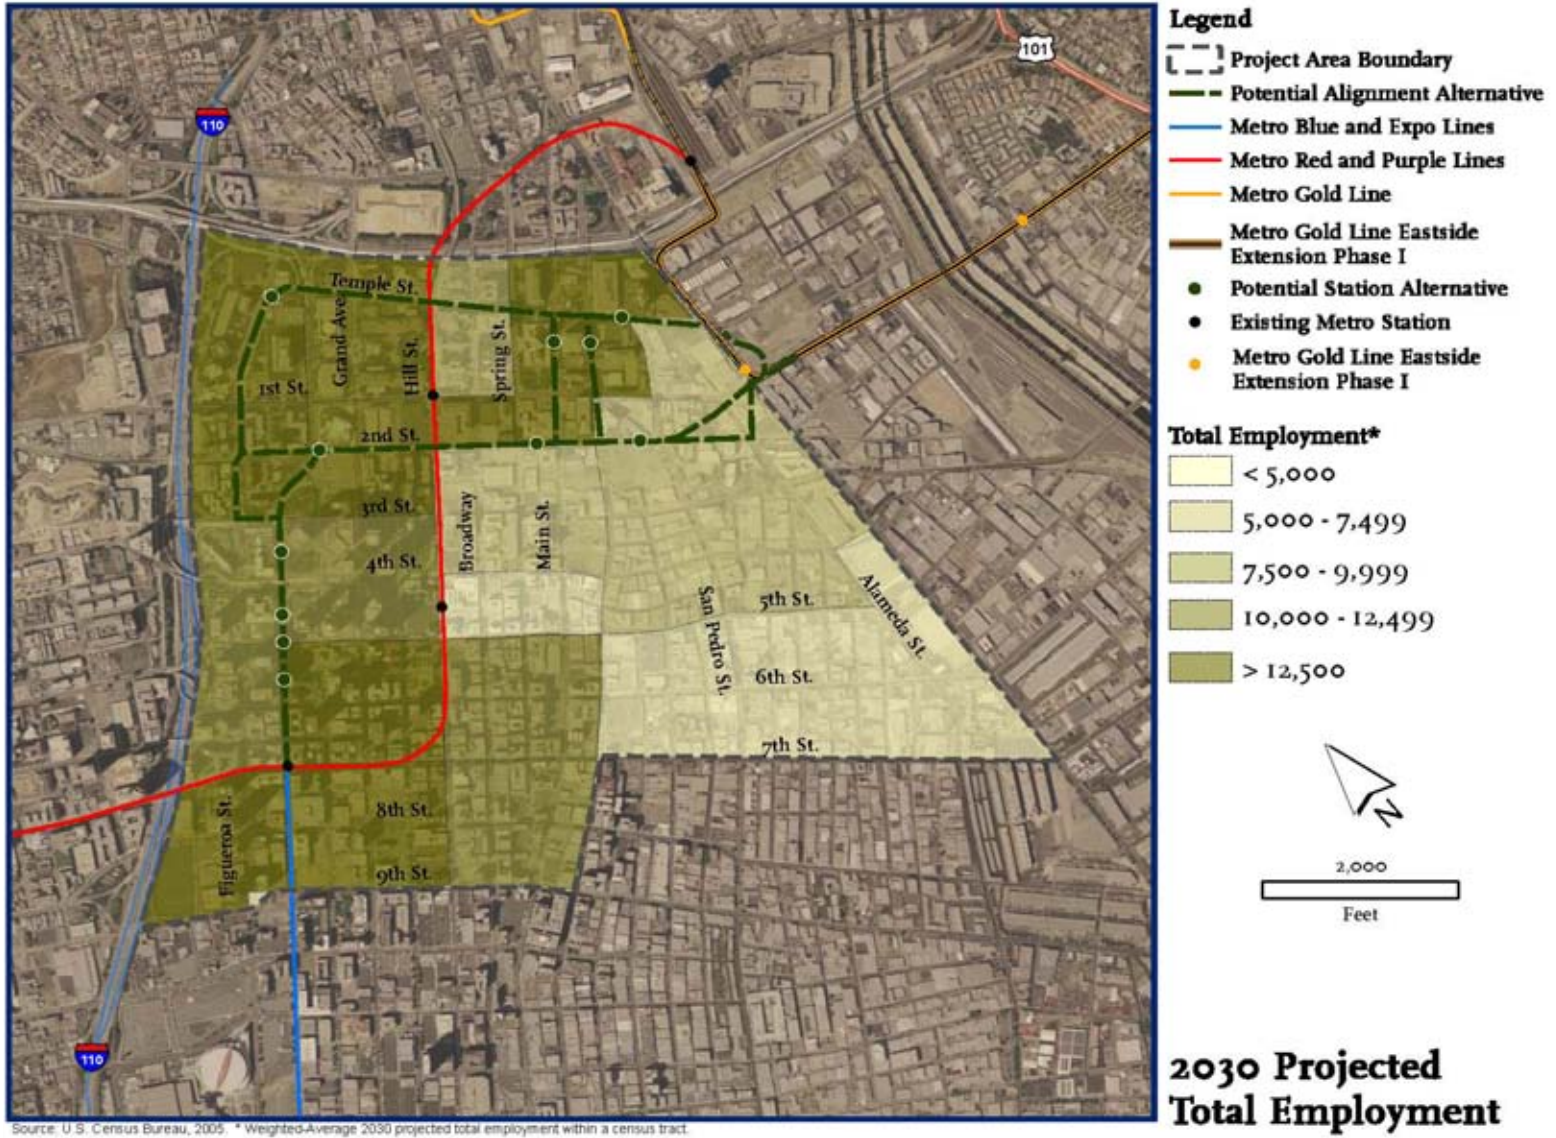 Legend
Project Area Boundary
Potential Alignment Alternative
Metro Blue and Expo Lines
Metro Red and Purple Lines
Metro Gold Line
Metro Gold Line Eastside
Extension Phase I
Potential Station Alternative
Existing Metro Station
Metro Gold Line Eastside
Extension Phase I
Total Employment*
< 5,000
5,000 - 7,499
7,500 - 9,999
10,000 - 12,499
> 12,500
N
2,000
Feet
2030 Projected
Total Employment
101
110
Temple St.
Grand Ave.
Hill St.
Spring St.
1st St.
2nd St.
3rd St.
Broadway
Main St.
4th St.
San Pedro St.
5th St.
Alameda St.
6th St.
7th St.
Figueroa St.
8th St.
9th St.
110
Source: U.S. Census Bureau, 2005. * Weighted-Average 2030 projected total employment within a census tract.